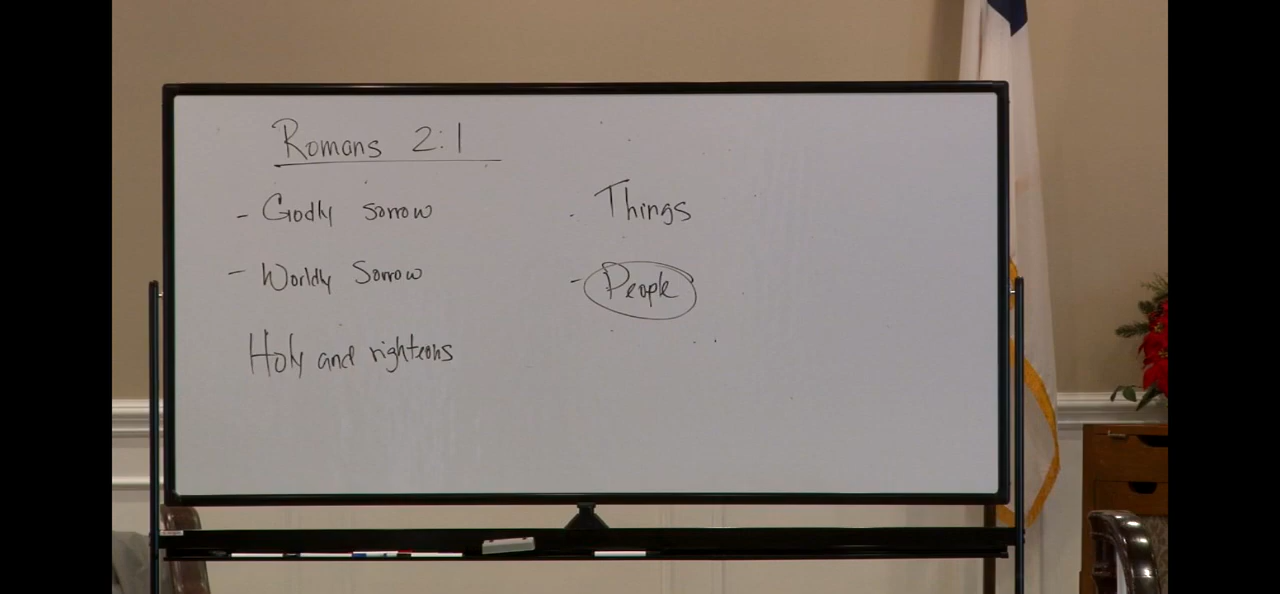 Romans 2:1
- Godly sorrow
- Worldly Sorrow
Holy and righteous
- Things
- People